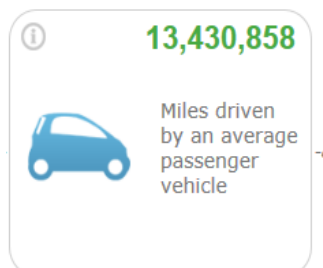 13,430,858
Miles driven
by an average
passenger
vehicle